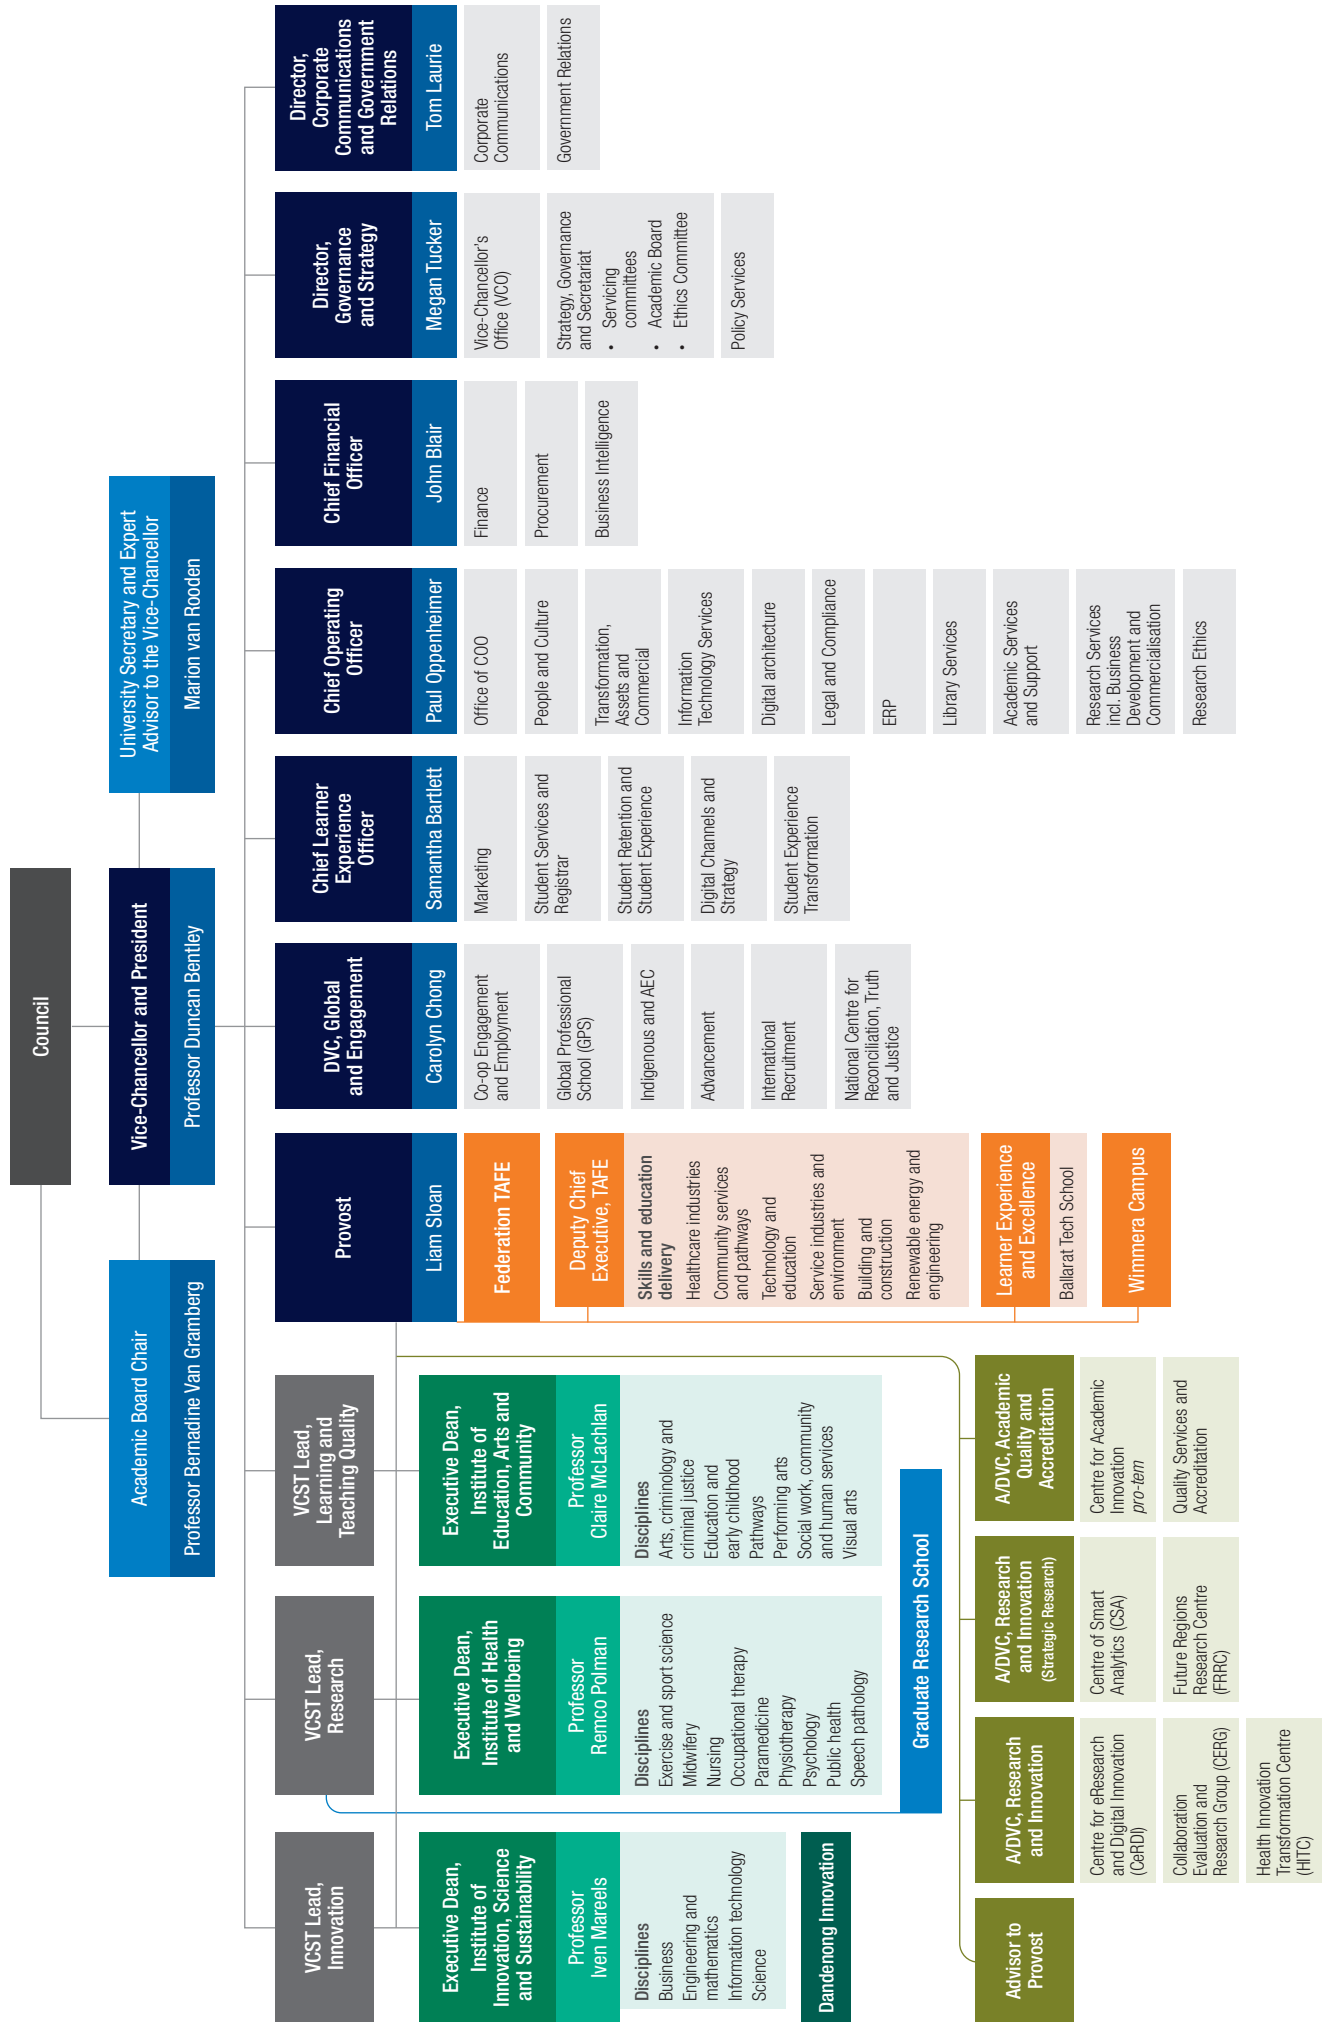 Council
Academic Board Chair
Professor Bernadine Van Gramberg
Vice-Chancellor and President
Professor Duncan Bentley
University Secretary and Expert
Advisor to the Vice-Chancellor
Marion van Rooden
VCST Lead,
Innovation
Executive Dean,
Institute of
Innovation, Science
and Sustainability
Professor
Iven Mareels
Disciplines
Business
Engineering and
mathematics
Information technology
Science
Dandenong Innovation
VCST Lead,
Research
Executive Dean,
Institute of Health
and Wellbeing
Professor
Remco Polman
Disciplines
Exercise and sport science
Midwifery
Nursing
Occupational therapy
Paramedicine
Physiotherapy
Psychology
Public health
Speech pathology
VCST Lead,
Learning and
Teaching Quality
Executive Dean,
Institute of
Education, Arts and
Community
Professor
Claire McLachlan
Disciplines
Arts, criminology and
criminal justice
Education and
early childhood
Pathways
Performing arts
Social work, community
and human services
Visual arts
Graduate Research School
Advisor to
Provost
A/DVC, Research
and Innovation
Centre for eResearch
and Digital Innovation
(CeRDI)
Collaboration
Evaluation and
Research Group (CERG)
Health Innovation
Transformation Centre
(HITC)
A/DVC, Research
and Innovation
(Strategic Research)
Centre of Smart
Analytics (CSA)
Future Regions
Research Centre
(FRRC)
A/DVC, Academic
Quality and
Accreditation
Centre for Academic
Innovation
pro-tem
Quality Services and
Accreditation
Provost
Liam Sloan
Federation TAFE
Deputy Chief
Executive, TAFE
Skills and education
delivery
Healthcare industries
Community services
and pathways
Technology and
education
Service industries and
environment
Building and
construction
Renewable energy and
engineering
Learner Experience
and Excellence
Ballarat Tech School
Wimmera Campus
DVC, Global
and Engagement
Carolyn Chong
Co-op Engagement
and Employment
Global Professional
School (GPS)
Indigenous and AEC
Advancement
International
Recruitment
National Centre for
Reconciliation, Truth
and Justice
Chief Learner
Experience
Officer
Samantha Bartlett
Marketing
Student Services and
Registrar
Student Retention and
Student Experience
Digital Channels and
Strategy
Student Experience
Transformation
Chief Operating
Officer
Paul Oppenheimer
Office of COO
People and Culture
Transformation,
Assets and
Commercial
Information
Technology Services
Digital architecture
Legal and Compliance
ERP
Library Services
Academic Services
and Support
Research Services
incl. Business
Development and
Commercialisation
Research Ethics
Chief Financial
Officer
John Blair
Finance
Procurement
Business Intelligence
Director,
Governance
and Strategy
Megan Tucker
Vice-Chancellor's
Office (VCO)
Strategy, Governance
and Secretariat
• Servicing
committees
• Academic Board
• Ethics Committee
Policy Services
Director,
Corporate
Communications
and Government
Relations
Tom Laurie
Corporate
Communications
Government Relations